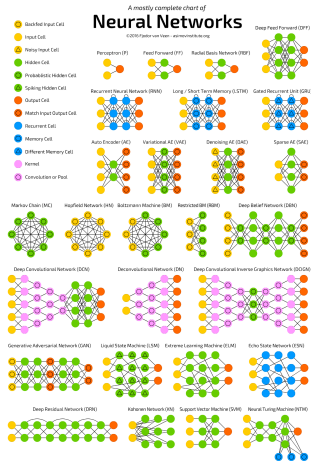 A mostly complete chart of
Neural Networks
©2016 Fjodor van Veen - asimovinstitute.org
Backfed Input Cell
Input Cell
Noisy Input Cell
Hidden Cell
Probablistic Hidden Cell
Spiking Hidden Cell
Output Cell
Match Input Output Cell
Recurrent Cell
Memory Cell
Different Memory Cell
Kernel
Convolution or Pool
Deep Feed Forward (DFF)
Perceptron (P)
Feed Forward (FF)
Radial Basis Network (RBF)
Recurrent Neural Network (RNN)
Long / Short Term Memory (LSTM)
Gated Recurrent Unit (GRU)
Auto Encoder (AE)
Variational AE (VAE)
Denoising AE (DAE)
Sparse AE (SAE)
Markov Chain (MC)
Hopfield Network (HN)
Boltzmann Machine (BM)
Restricted BM (RBM)
Deep Belief Network (DBN)
Deep Convolutional Network (DCN)
Deconvolutional Network (DN)
Deep Convolutional Inverse Graphics Network (DCIGN)
Generative Adversarial Network (GAN)
Liquid State Machine (LSM)
Extreme Learning Machine (ELM)
Echo State Network (ESN)
Deep Residual Network (DRN)
Kohonen Network (KN)
Support Vector Machine (SVM)
Neural Turing Machine (NTM)